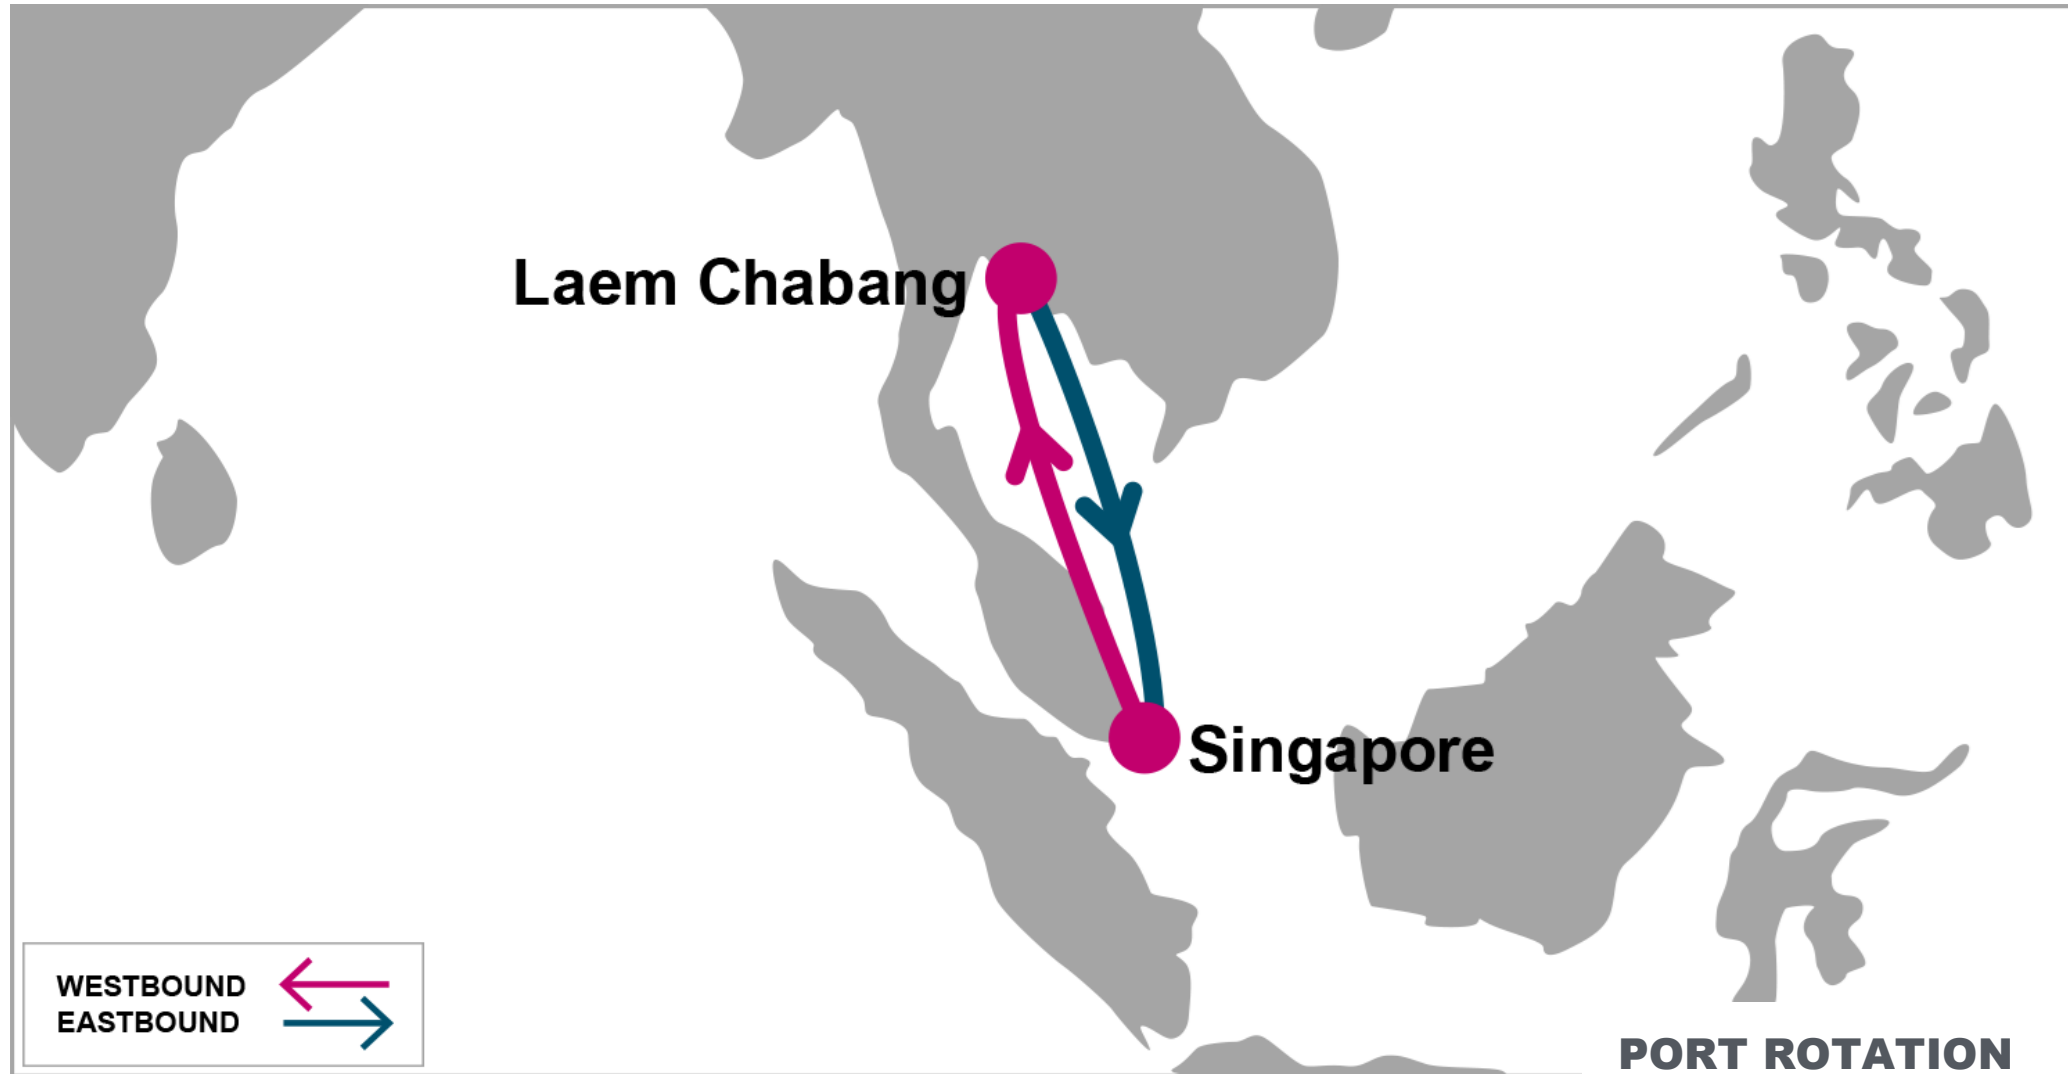 Laem Chabang
Singapore
WESTBOUND
EASTBOUND
PORT ROTATION